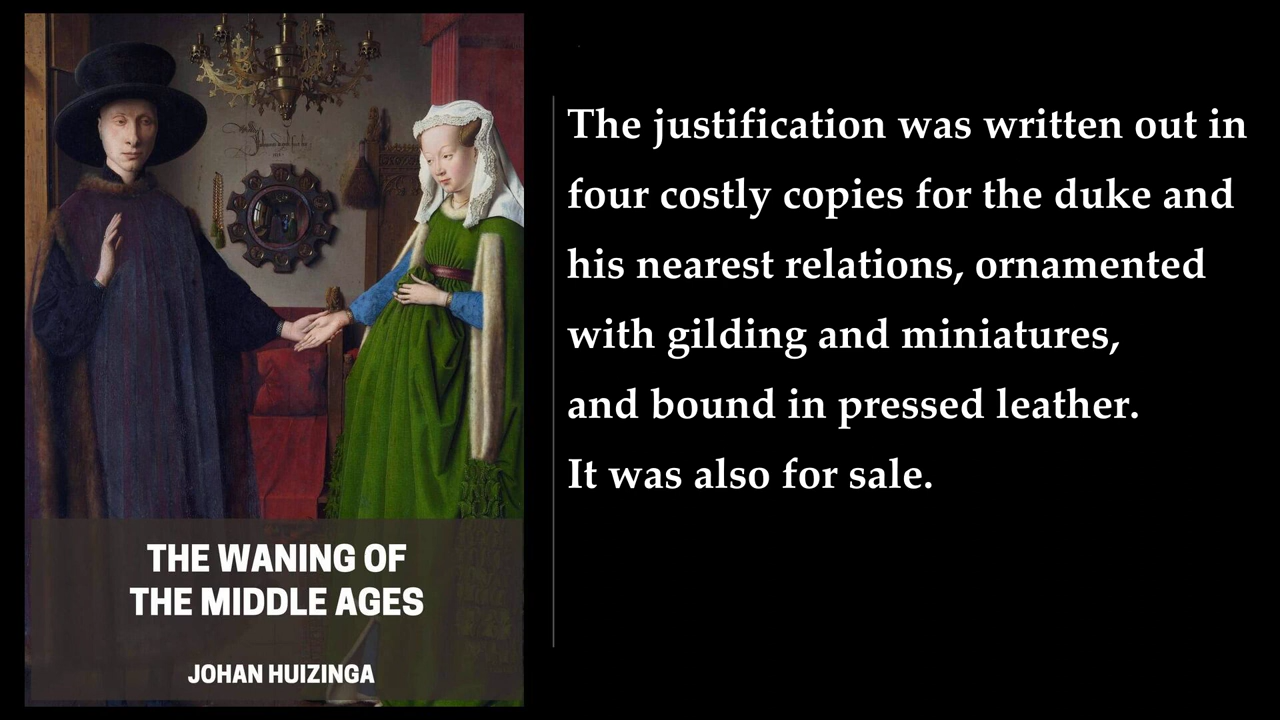 THE WANING OF
THE MIDDLE AGES
JOHAN HUIZINGA
The justification was written out in
four costly copies for the duke and
his nearest relations, ornamented
with gilding and miniatures,
and bound in pressed leather.
It was also for sale.